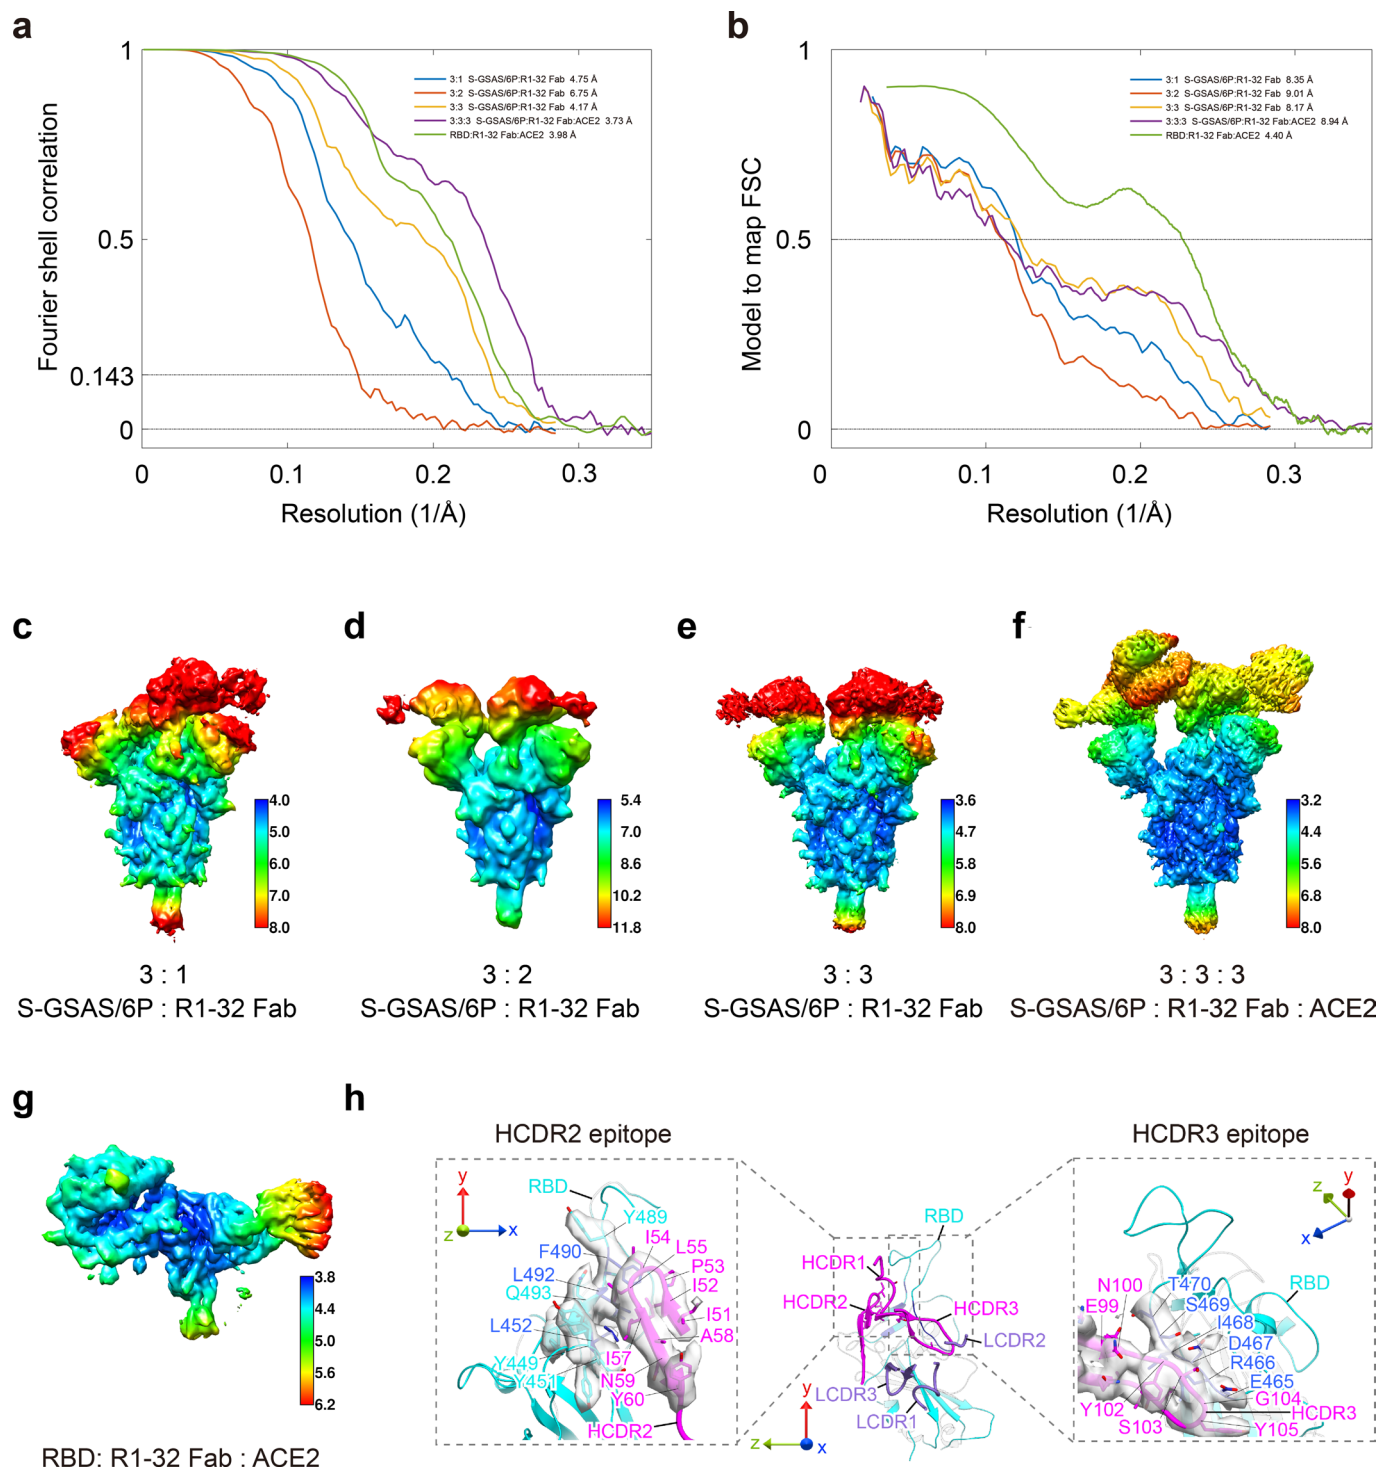 a
Fourier shell correlation
1
0.5
0.143
0
0
0.1
0.2
0.3
Resolution (1/Å)
3:1 S-GSAS/6P:R1-32 Fab 4.75 Å
3:2 S-GSAS/6P:R1-32 Fab 6.75 Å
3:3 S-GSAS/6P:R1-32 Fab 4.17 Å
3:3:3 S-GSAS/6P:R1-32 Fab:ACE2 3.73 Å
RBD:R1-32 Fab:ACE2 3.98 Å
b
Model to map FSC
1
0.5
0
0
0.1
0.2
0.3
Resolution (1/Å)
3:1 S-GSAS/6P:R1-32 Fab 8.35 Å
3:2 S-GSAS/6P:R1-32 Fab 9.01 Å
3:3 S-GSAS/6P:R1-32 Fab 8.17 Å
3:3:3 S-GSAS/6P:R1-32 Fab:ACE2 8.94 Å
RBD:R1-32 Fab:ACE2 4.40 Å
c
4.0
5.0
6.0
7.0
8.0
3 : 1
S-GSAS/6P : R1-32 Fab
d
5.4
7.0
8.6
10.2
11.8
3 : 2
S-GSAS/6P : R1-32 Fab
e
3.6
4.7
5.8
6.9
8.0
3 : 3
S-GSAS/6P : R1-32 Fab
f
3.2
4.4
5.6
6.8
8.0
3 : 3 : 3
S-GSAS/6P : R1-32 Fab : ACE2
g
3.8
4.4
5.0
5.6
6.2
RBD: R1-32 Fab : ACE2
h
HCDR2 epitope
y
z
x
RBD
Y489
I54
F490
L55
P53
L492
I52
Q493
I51
L452
A58
Y449
I57
Y451
N59
Y60
HCDR2
RBD
HCDR1
HCDR2
HCDR3
LCDR2
LCDR3
LCDR1
y
z
x
HCDR3 epitope
y
z
x
RBD
N100
T470
E99
S469
I468
D467
R466
E465
Y102
G104
S103
HCDR3
Y105